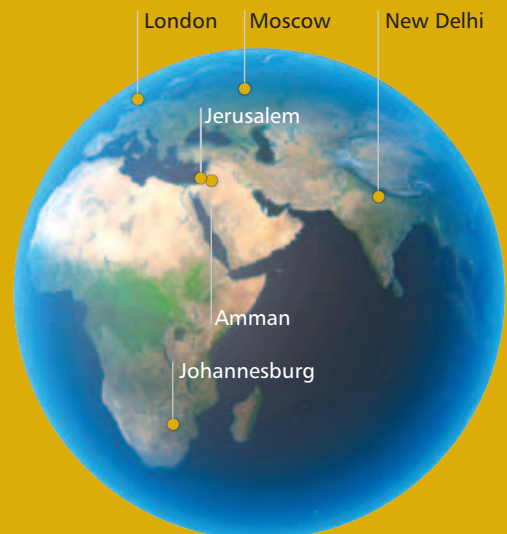 London
Moscow
New Delhi
Jerusalem
Amman
Johannesburg